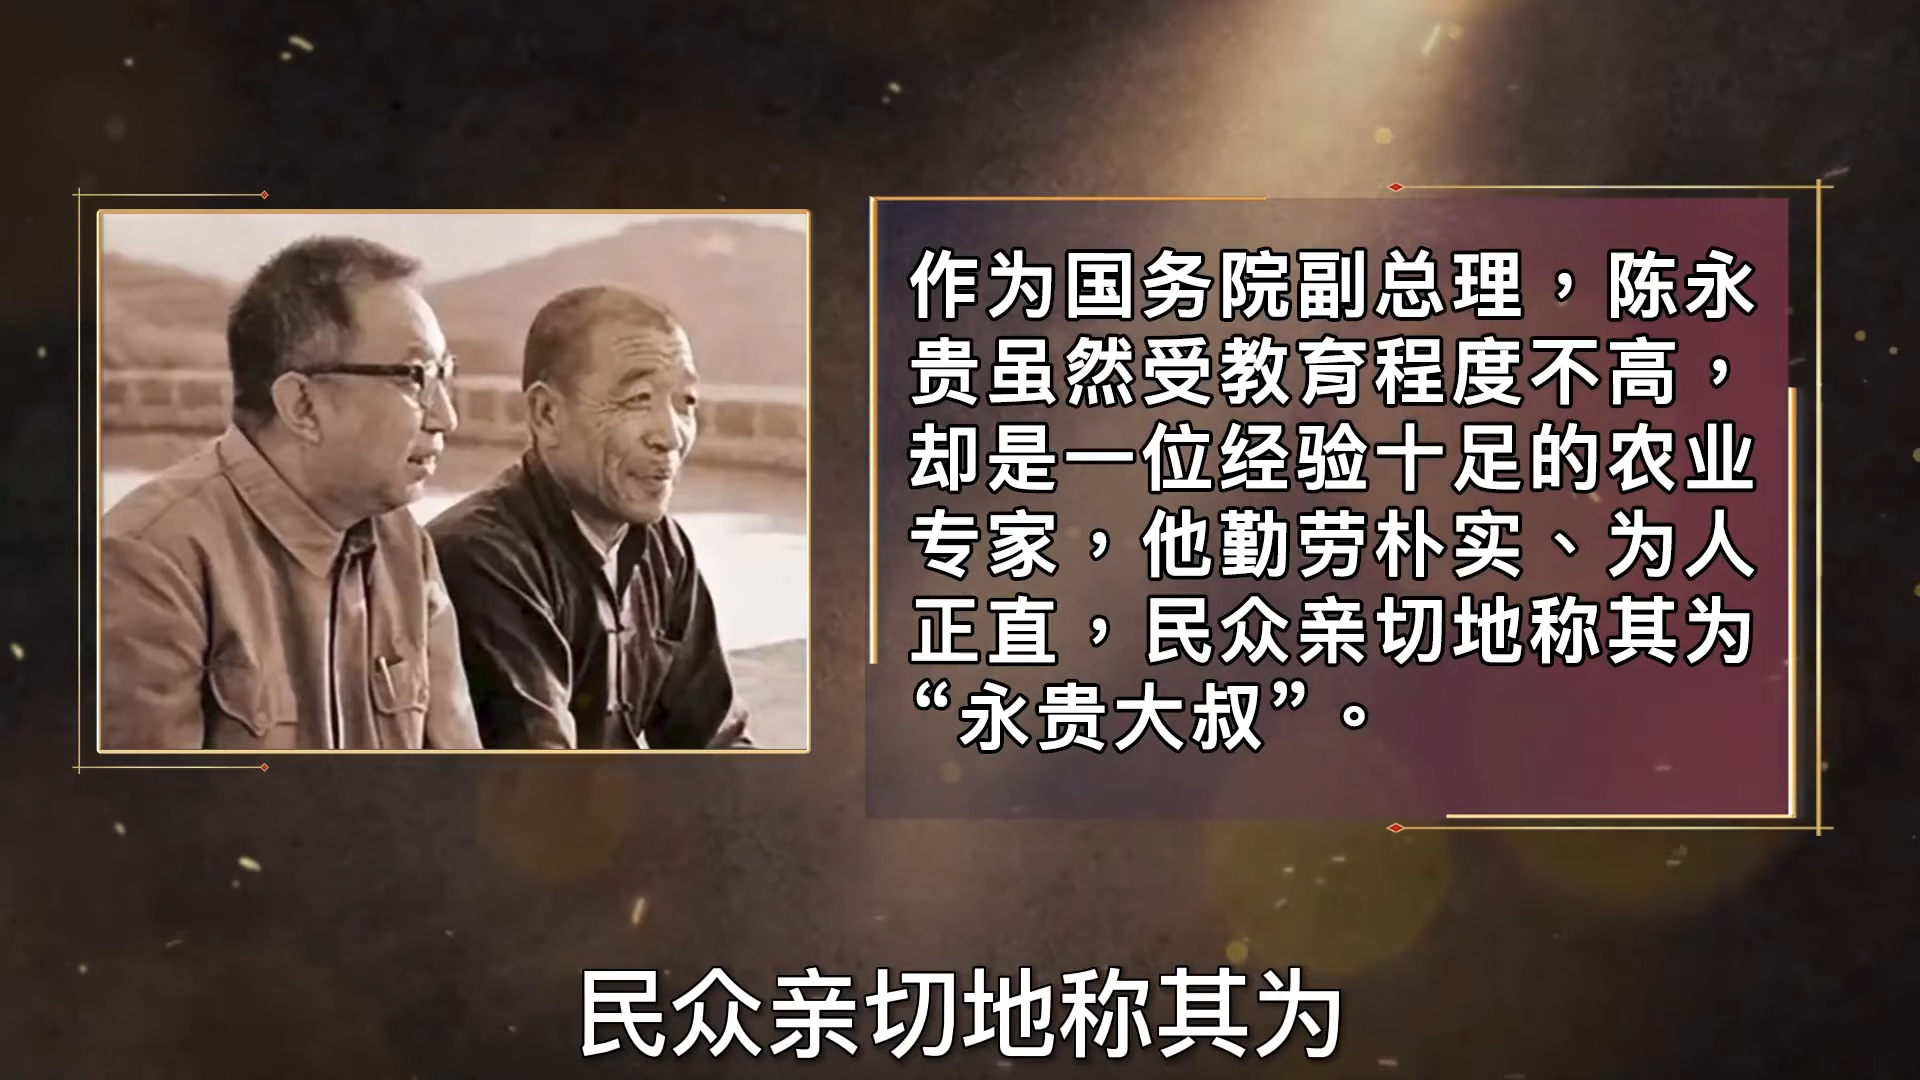 作为国务院副总理，陈永
贵虽然受教育程度不高，
却是一位经验十足的农业
专家，他勤劳朴实、为人
正直，民众亲切地称其为
“永贵大叔”。
民众亲切地称其为